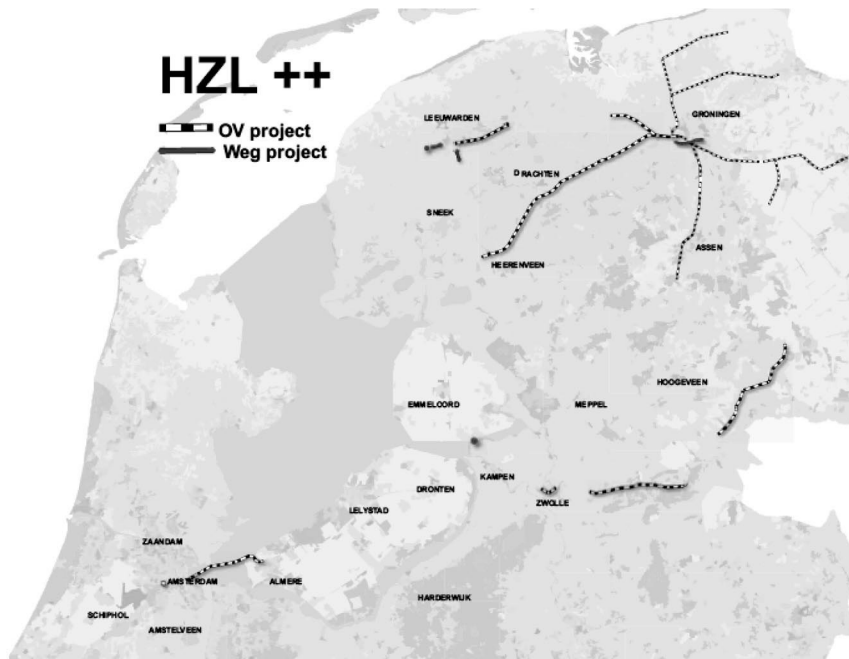 HZL ++
OV project
Weg project
LEEUWARDEN
GRONINGEN
DRACHTEN
SNEEK
ASSEN
HEERENVEEN
HOOGEVEEN
EMMELOORD
MEPPEL
KAMPEN
DRONTEN
ZWOLLE
LELYSTAD
ZAANDAM
AMSTERDAM
ALMERE
HARDERWIJK
SCHIPHOL
AMSTELVEEN